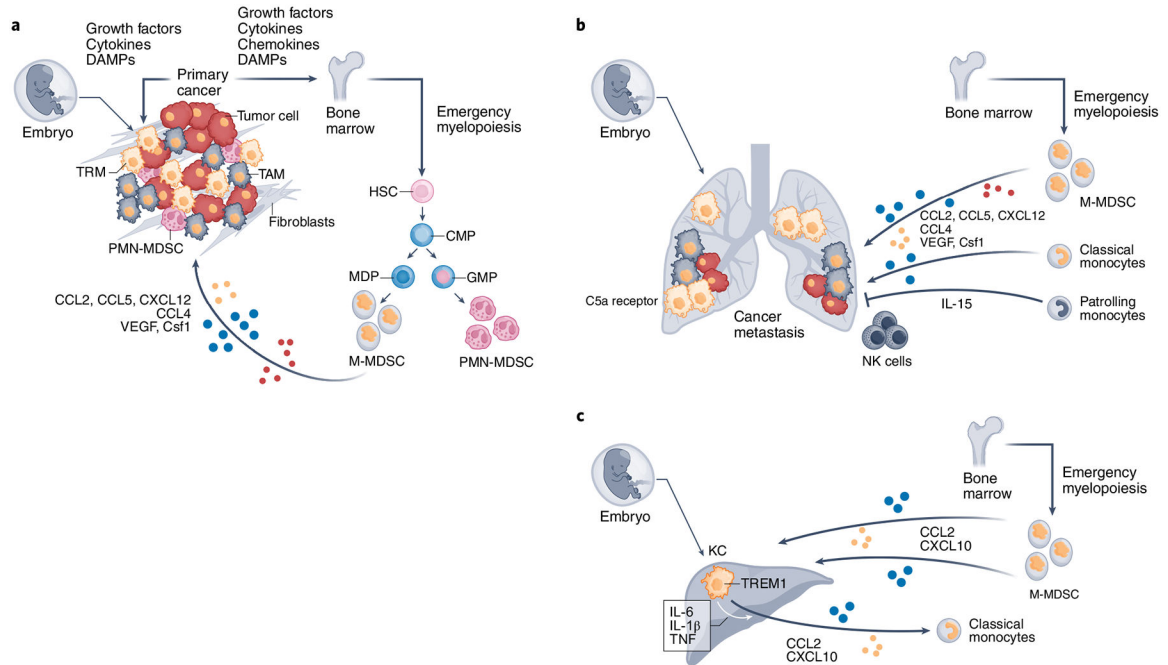 a
Growth factors
Cytokines
DAMPs
Growth factors
Cytokines
Chemokines
DAMPs
Primary
cancer
Embryo
Bone
marrow
Emergency
myelopoiesis
Tumor cell
TRM
TAM
Fibroblasts
PMN-MDSC
HSC
CMP
MDP
GMP
CCL2, CCL5, CXCL12
CCL4
VEGF, Csf1
M-MDSC
PMN-MDSC
b
Embryo
Bone marrow
Emergency
myelopoiesis
M-MDSC
CCL2, CCL5, CXCL12
CCL4
VEGF, Csf1
Classical
monocytes
C5a receptor
Cancer
metastasis
IL-15
Patrolling
monocytes
NK cells
c
Embryo
Bone
marrow
Emergency
myelopoiesis
CCL2
CXCL10
KC
TREM1
M-MDSC
IL-6
IL-1β
TNF
CCL2
CXCL10
Classical
monocytes